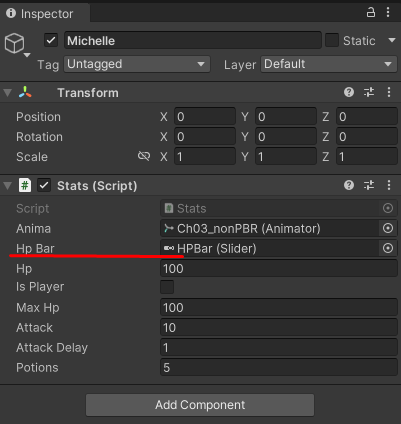 Inspector
Michelle Static
Tag Untagged Layer Default
Transform
Position X 0 Y 0 Z 0
Rotation X 0 Y 0 Z 0
Scale X 1 Y 1 Z 1
# Stats (Script)
Script # Stats
Anima Ch03_nonPBR (Animator)
Hp Bar HPBar (Slider)
Hp 100
Is Player
Max Hp 100
Attack 10
Attack Delay 1
Potions 5
Add Component